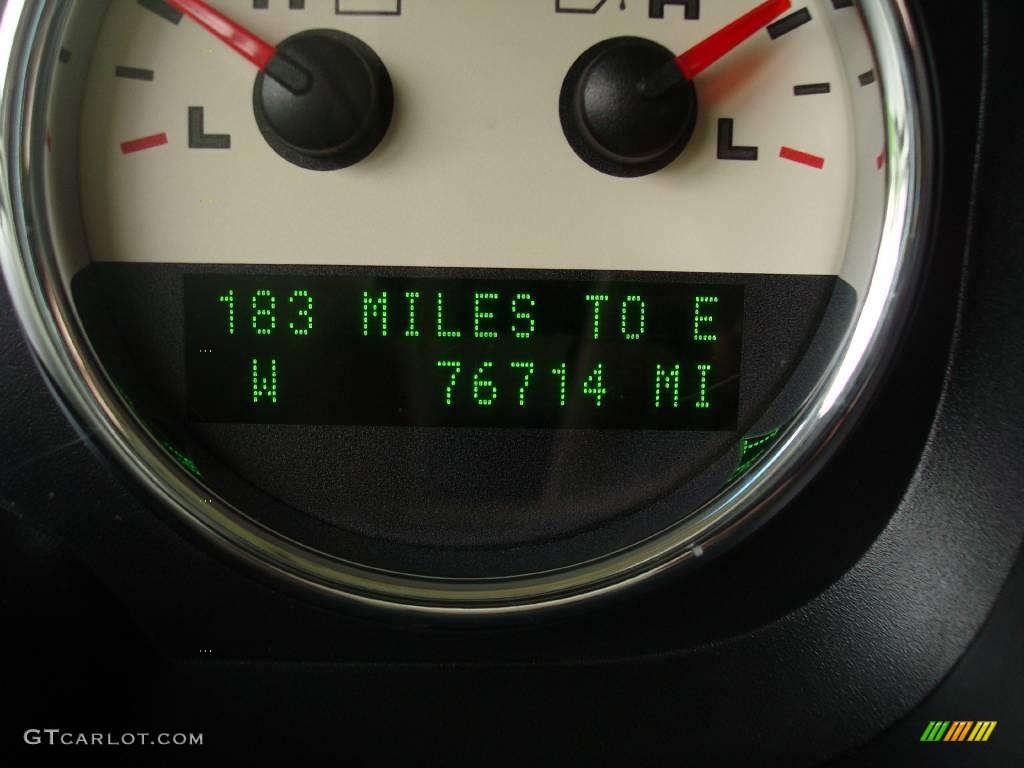 L L
183 MILES TO E
W 76714 MI
GTCARLOT.COM